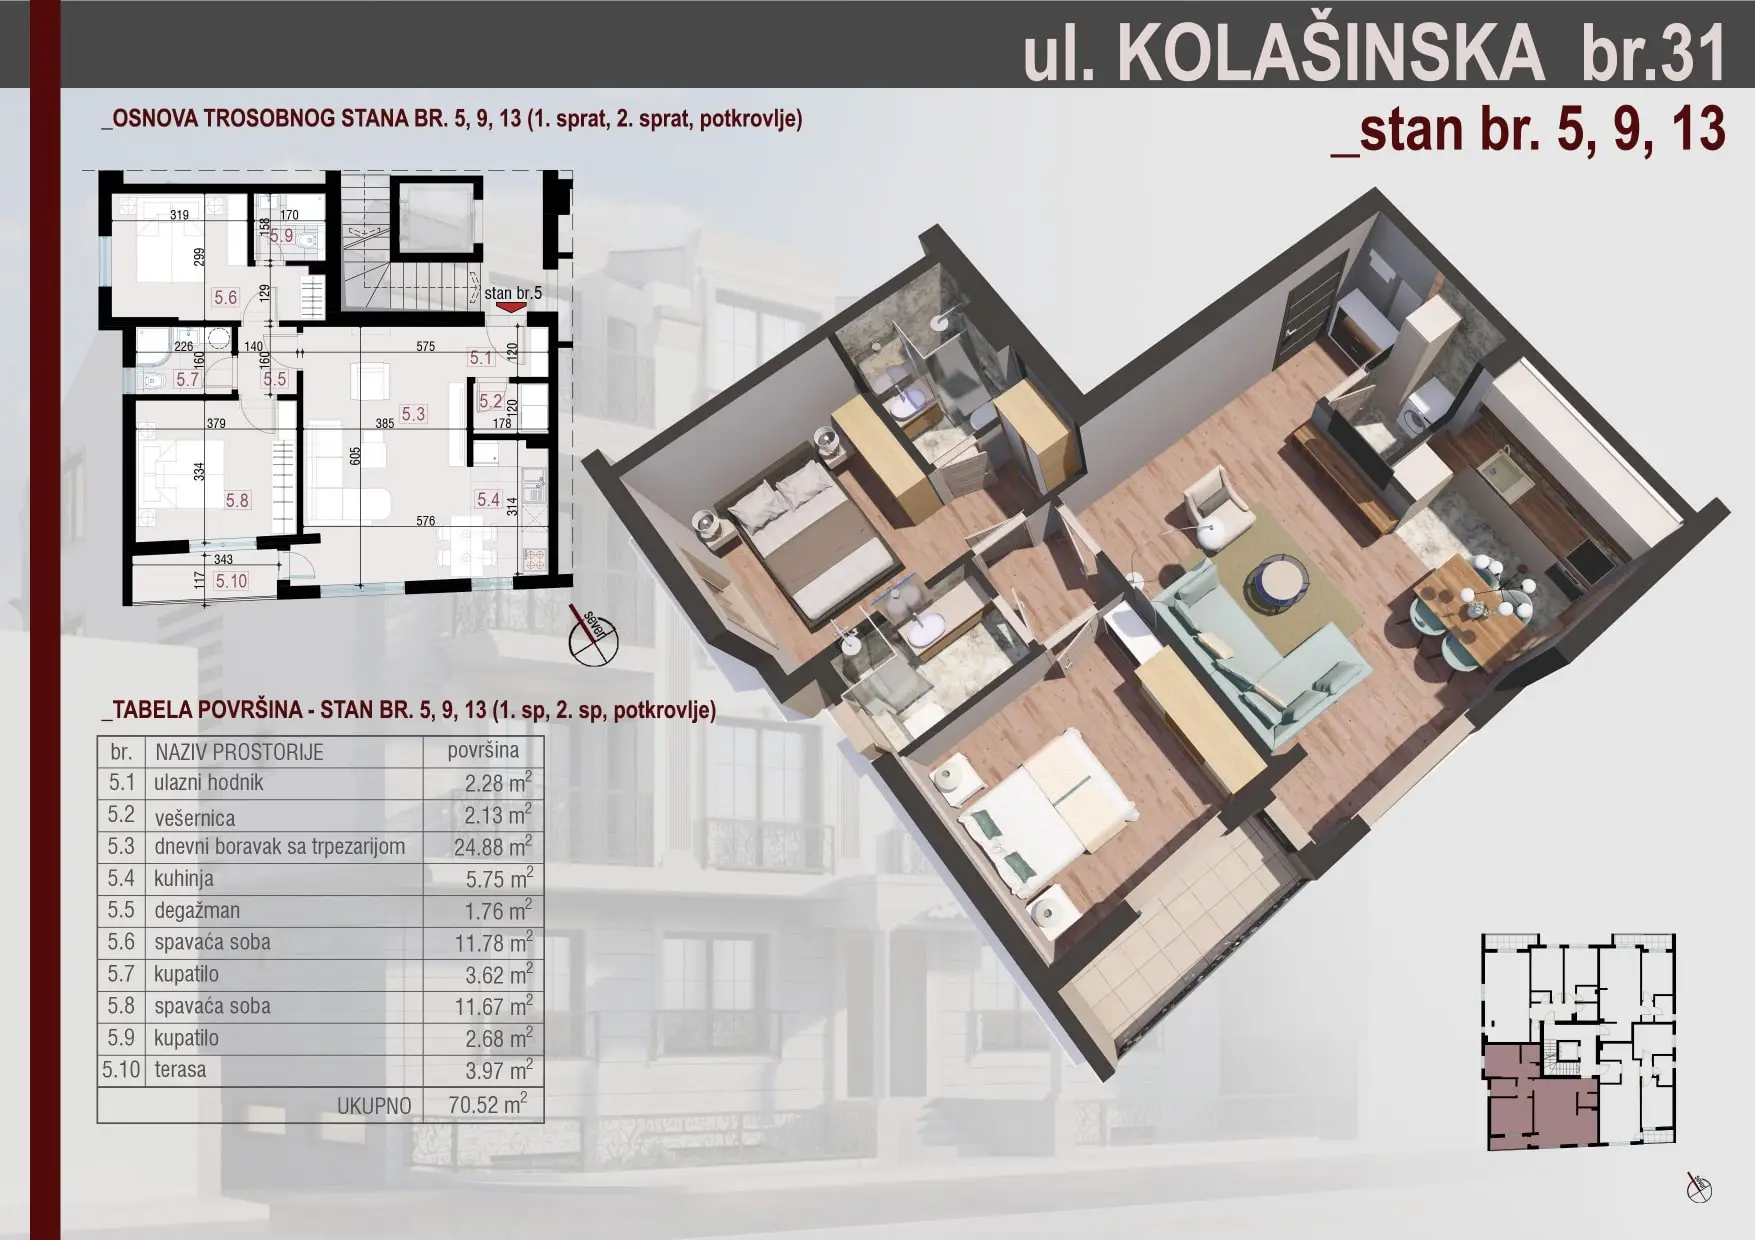 ul. KOLAŠINSKA br.31
_stan br. 5, 9, 13
_OSNOVA TROSOBNOG STANA BR. 5, 9, 13 (1. sprat, 2. sprat, potkrovlje)
319
170
158
5.9
299
129
5.6
stan br.5
226
140
575
120
160
160
5.1
5.7
5.5
5.2
120
379
385
5.3
178
605
334
5.8
5.4
314
576
343
117
5.10
sever
_TABELA POVRŠINA - STAN BR. 5, 9, 13 (1. sp, 2. sp, potkrovlje)
br. NAZIV PROSTORIJE površina
5.1 ulazni hodnik 2.28 m²
5.2 vešernica 2.13 m²
5.3 dnevni boravak sa trpezarijom 24.88 m²
5.4 kuhinja 5.75 m²
5.5 degažman 1.76 m²
5.6 spavaća soba 11.78 m²
5.7 kupatilo 3.62 m²
5.8 spavaća soba 11.67 m²
5.9 kupatilo 2.68 m²
5.10 terasa 3.97 m²
UKUPNO 70.52 m²